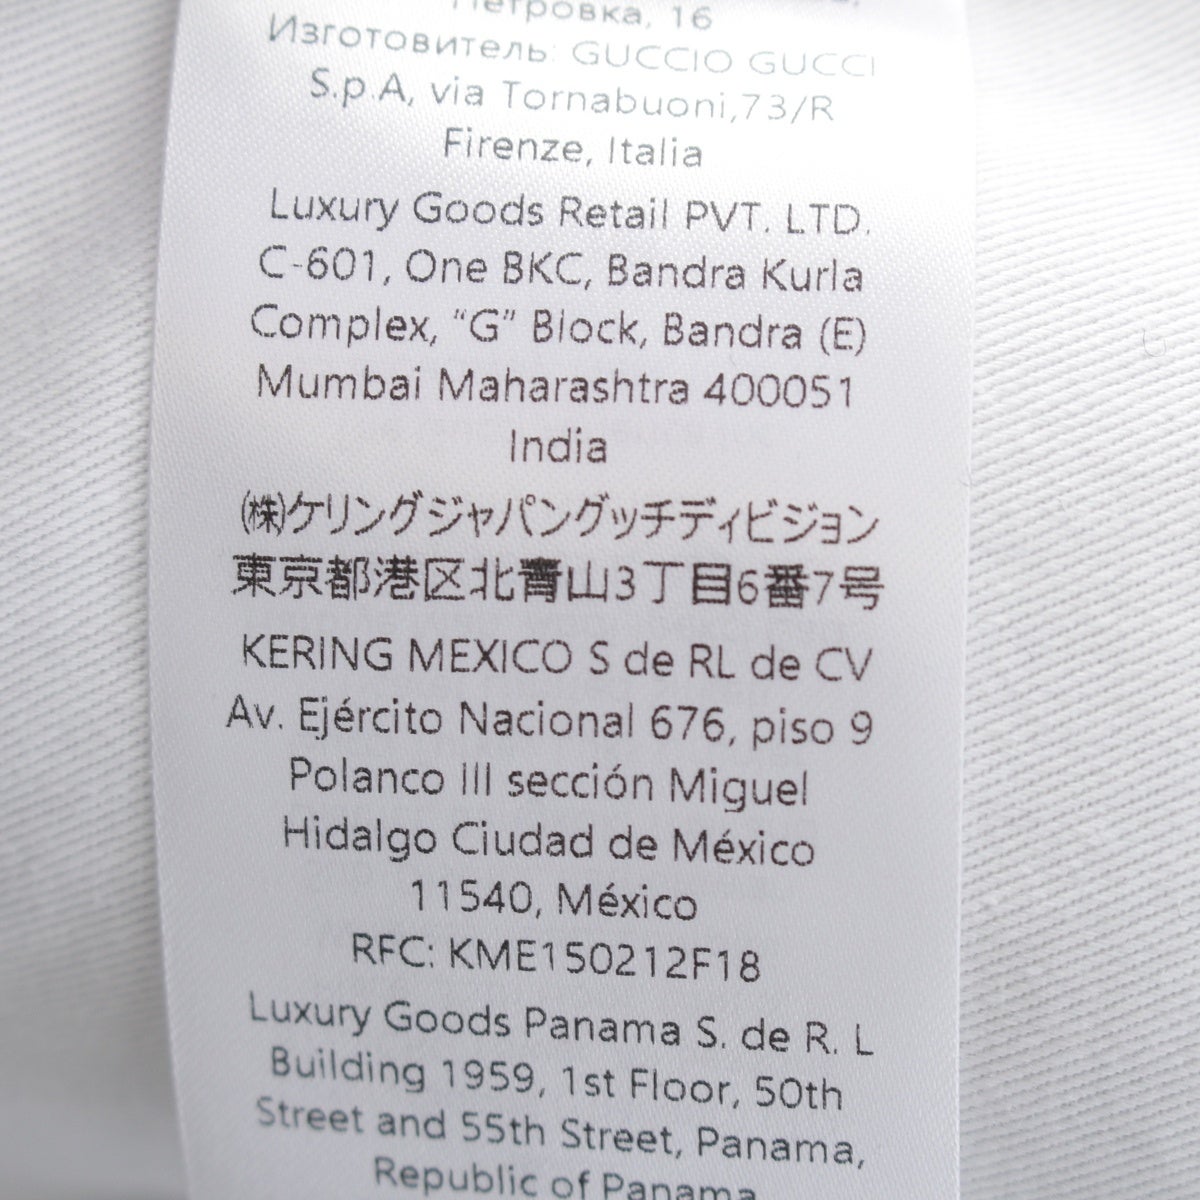 Петровка, 16
Изготовитель: GUCCIO GUCCI
S.p.A, via Tornabuoni,73/R
Firenze, Italia
Luxury Goods Retail PVT. LTD.
C-601, One BKC, Bandra Kurla
Complex, “G” Block, Bandra (E)
Mumbai Maharashtra 400051
India
(株)ケリングジャパングッチディビジョン
東京都港区北青山3丁目6番7号
KERING MEXICO S de RL de CV
Av. Ejército Nacional 676, piso 9
Polanco III sección Miguel
Hidalgo Ciudad de México
11540, México
RFC: KME150212F18
Luxury Goods Panama S. de R. L
Building 1959, 1st Floor, 50th
Street and 55th Street, Panama,
Republic of Panama